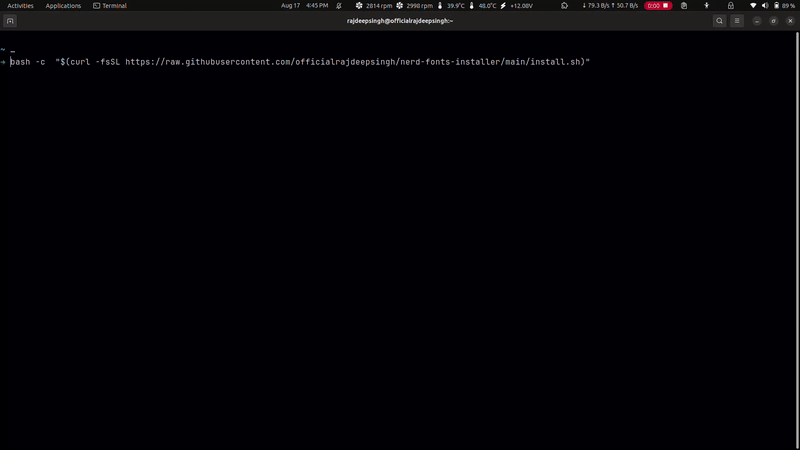 Activities Applications Terminal Aug 17 4:45 PM 2814 rpm 2998 rpm 39.9°C 48.0°C +12.08V ↓ 79.3 B/s ↑ 50.7 B/s 0:00 89 %
rajdeepsingh@officialrajdeepsingh:~
~
bash -c "$(curl -fsSL https://raw.githubusercontent.com/officialrajdeepsingh/nerd-fonts-installer/main/install.sh)"